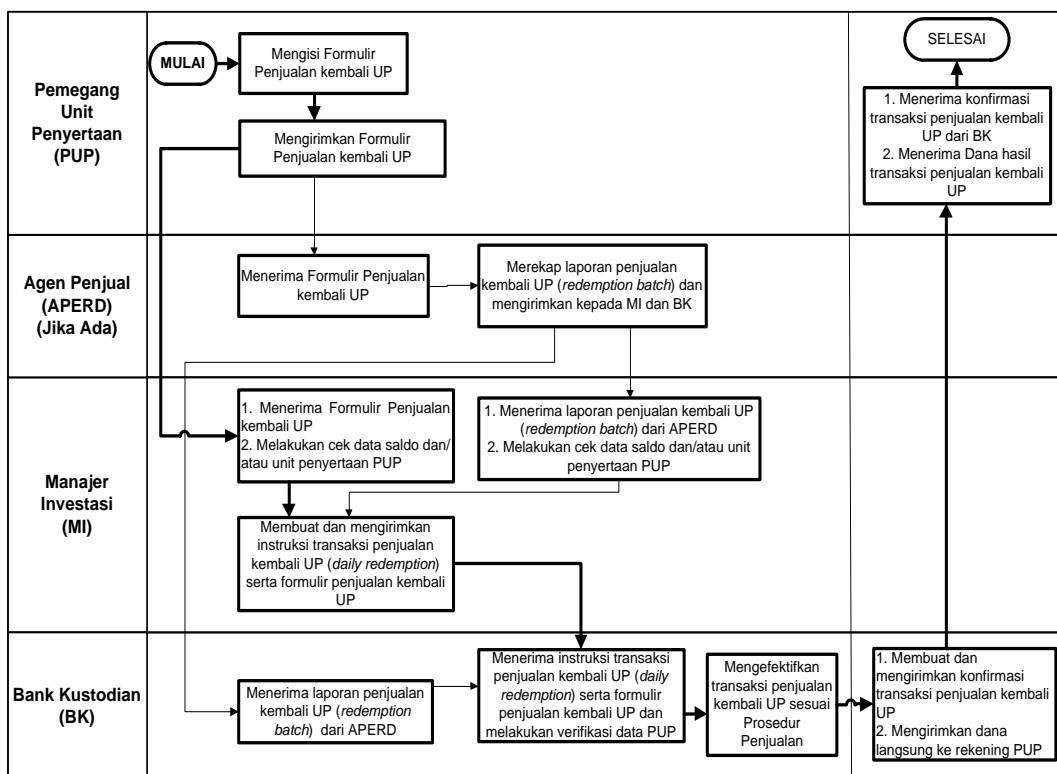 Pemegang
Unit
Penyertaan
(PUP)
MULAI
Mengisi Formulir
Penjualan kembali UP
Mengirimkan Formulir
Penjualan kembali UP
SELESAI
1. Menerima konfirmasi
transaksi penjualan kembali
UP dari BK
2. Menerima Dana hasil
transaksi penjualan kembali
UP
Agen Penjual
(APERD)
(Jika Ada)
Menerima Formulir Penjualan
kembali UP
Merekap laporan penjualan
kembali UP (redemption batch) dan
mengirimkan kepada MI dan BK
Manajer
Investasi
(MI)
1. Menerima Formulir Penjualan
kembali UP
2. Melakukan cek data saldo dan/
atau unit penyertaan PUP
1. Menerima laporan penjualan kembali UP
(redemption batch) dari APERD
2. Melakukan cek data saldo dan/atau unit
penyertaan PUP
Membuat dan mengirimkan
instruksi transaksi penjualan
kembali UP (daily redemption)
serta formulir penjualan kembali
UP
Bank Kustodian
(BK)
Menerima laporan penjualan
kembali UP (redemption
batch) dari APERD
Menerima instruksi transaksi
penjualan kembali UP (daily
redemption) serta formulir
penjualan kembali UP dan
melakukan verifikasi data PUP
Mengefektifkan
transaksi penjualan
kembali UP sesuai
Prosedur
Penjualan
1. Membuat dan
mengirimkan konfirmasi
transaksi penjualan kembali
UP
2. Mengirimkan dana
langsung ke rekening PUP